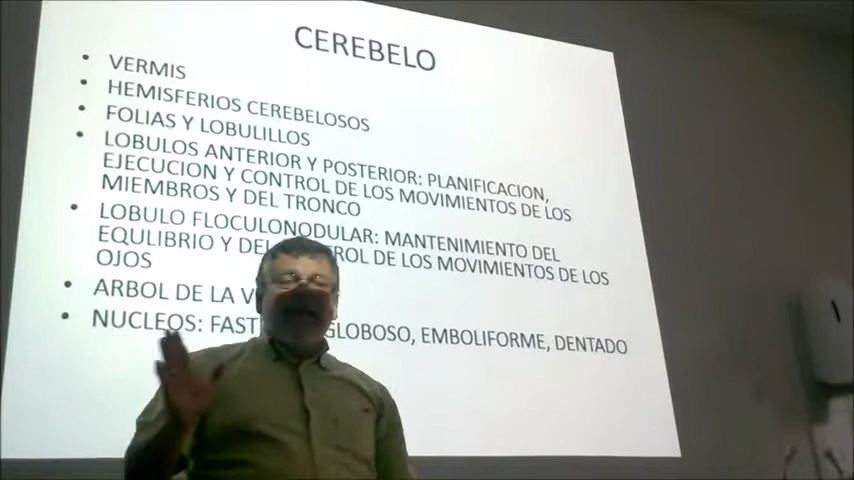 CEREBELO
• VERMIS
• HEMISFERIOS CEREBELOSOS
• FOLIAS Y LOBULILLOS
• LOBULOS ANTERIOR Y POSTERIOR: PLANIFICACION,
EJECUCION Y CONTROL DE LOS MOVIMIENTOS DE LOS
MIEMBROS Y DEL TRONCO
• LOBULO FLOCULONODULAR: MANTENIMIENTO DEL
EQUILIBRIO Y DEL ROL DE LOS MOVIMIENTOS DE LOS
OJOS
• ARBOL DE LA V
• NUCLEOS: FAST GLOBOSO, EMBOLIFORME, DENTADO